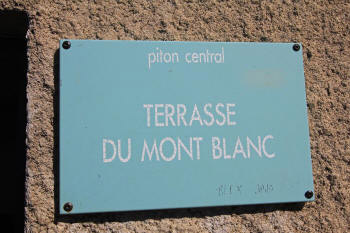 piton central
TERRASSE
DU MONT BLANC